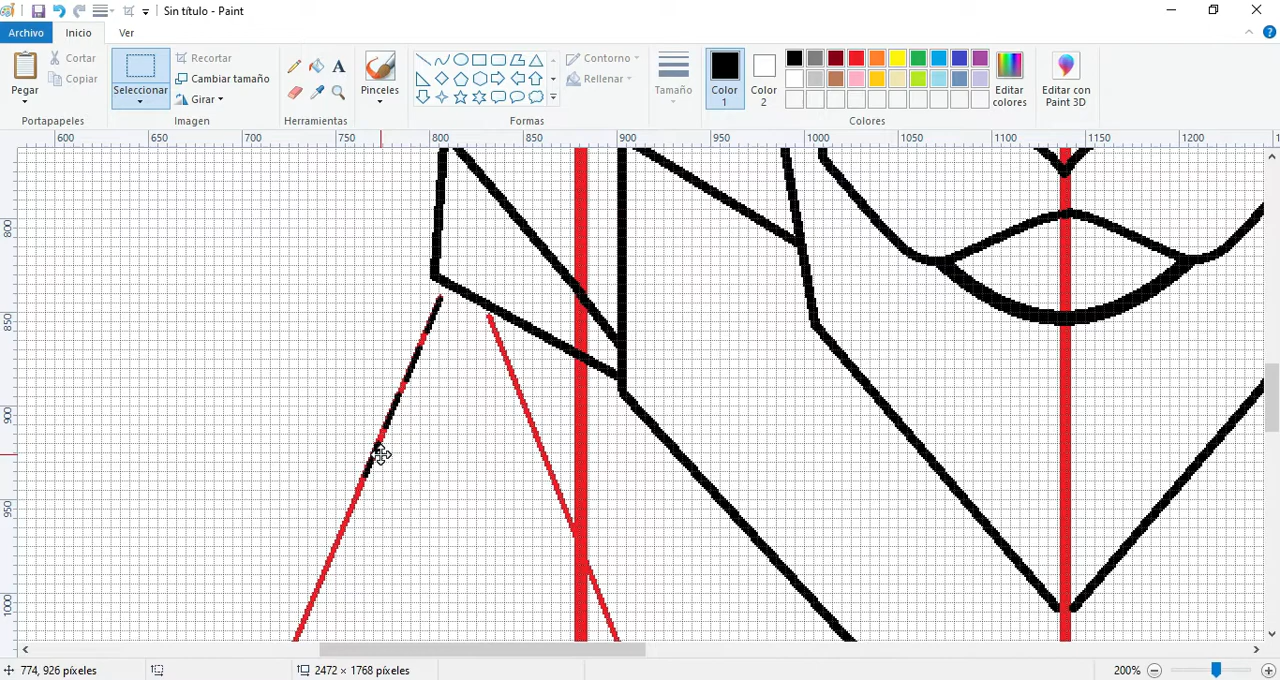 Sin título - Paint
Archivo Inicio Ver
Pegar
Cortar
Copiar
Portapapeles
Seleccionar
Recortar
Cambiar tamaño
Girar
Imagen
A
Herramientas
Pinceles
Contorno
Rellenar
Formas
Tamaño
Color 1
Color 2
Editar colores
Colores
Editar con Paint 3D
600 650 700 750 800 850 900 950 1000 1050 1100 1150 1200
800
850
900
950
1000
774, 926 píxeles
2472 × 1768 píxeles
200%